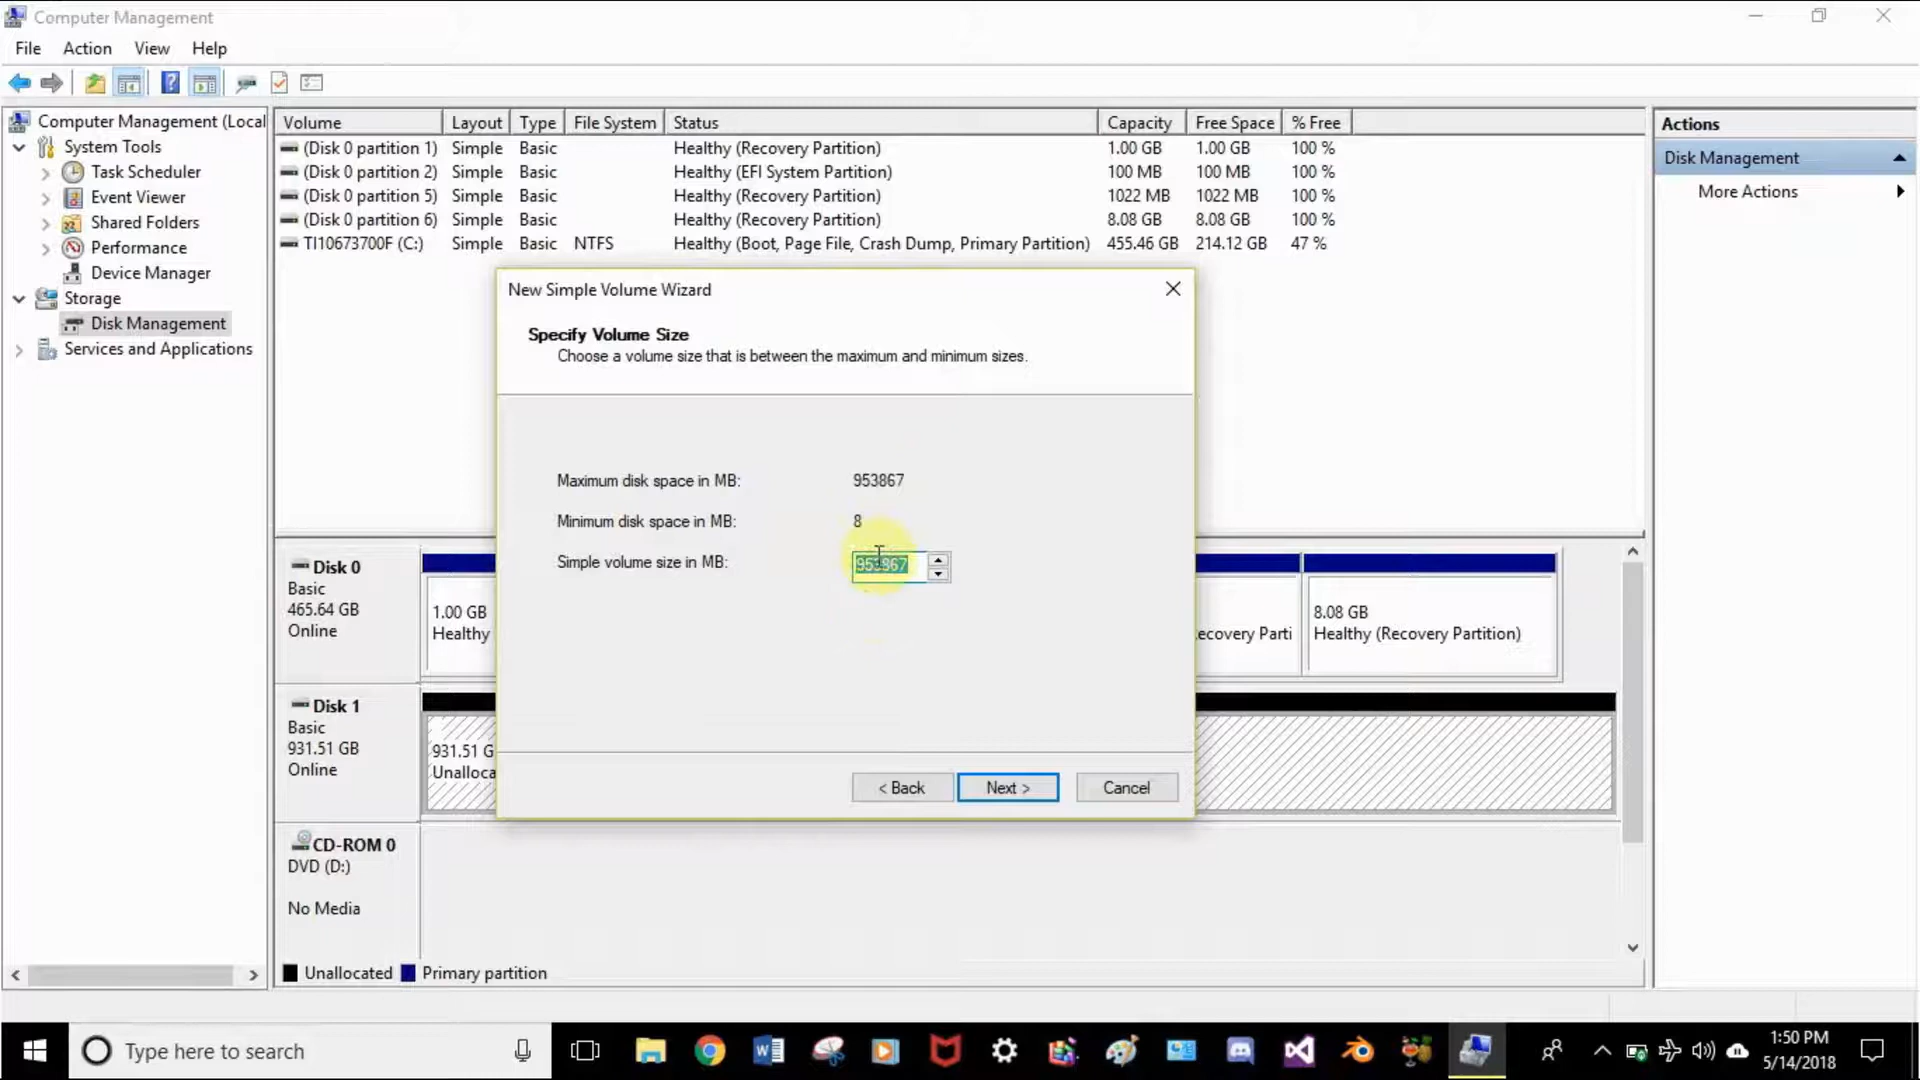 Computer Management
File Action View Help
Computer Management (Local
System Tools
Task Scheduler
Event Viewer
Shared Folders
Performance
Device Manager
Storage
Disk Management
Services and Applications
Volume Layout Type File System Status Capacity Free Space % Free
(Disk 0 partition 1) Simple Basic Healthy (Recovery Partition) 1.00 GB 1.00 GB 100 %
(Disk 0 partition 2) Simple Basic Healthy (EFI System Partition) 100 MB 100 MB 100 %
(Disk 0 partition 5) Simple Basic Healthy (Recovery Partition) 1022 MB 1022 MB 100 %
(Disk 0 partition 6) Simple Basic Healthy (Recovery Partition) 8.08 GB 8.08 GB 100 %
TI10673700F (C:) Simple Basic NTFS Healthy (Boot, Page File, Crash Dump, Primary Partition) 455.46 GB 214.12 GB 47 %
Actions
Disk Management
More Actions
New Simple Volume Wizard
Specify Volume Size
Choose a volume size that is between the maximum and minimum sizes.
Maximum disk space in MB: 953867
Minimum disk space in MB: 8
Simple volume size in MB: 953867
< Back Next > Cancel
Disk 0
Basic
465.64 GB
Online
1.00 GB
Healthy
ecovery Parti
8.08 GB
Healthy (Recovery Partition)
Disk 1
Basic
931.51 GB
Online
931.51 G
Unalloca
CD-ROM 0
DVD (D:)
No Media
Unallocated Primary partition
Type here to search
1:50 PM
5/14/2018